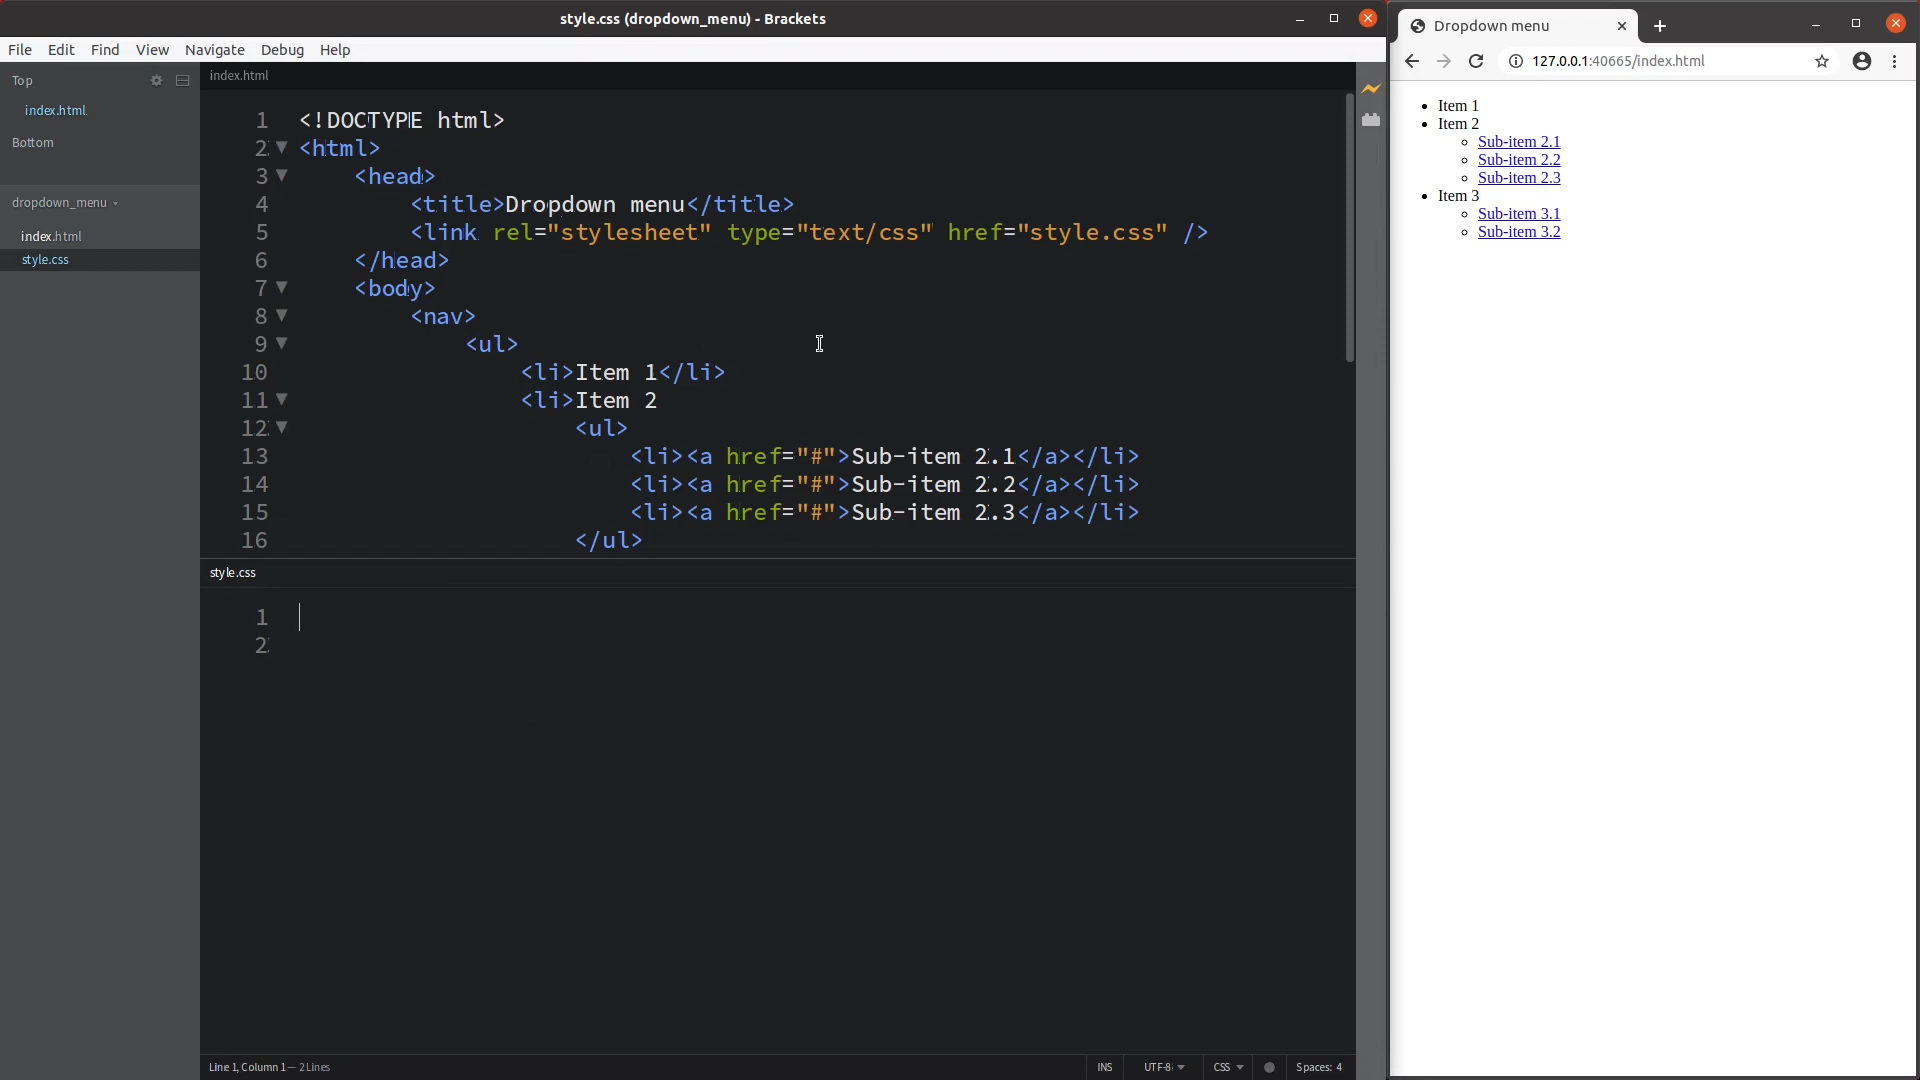 style.css (dropdown_menu) - Brackets
File Edit Find View Navigate Debug Help
Top
index.html
Bottom
dropdown_menu
index.html
style.css
index.html
1 <!DOCTYPE html>
2 <html>
3 <head>
4 <title>Dropdown menu</title>
5 <link rel="stylesheet" type="text/css" href="style.css" />
6 </head>
7 <body>
8 <nav>
9 <ul>
10 <li>Item 1</li>
11 <li>Item 2
12 <ul>
13 <li><a href="#">Sub-item 2.1</a></li>
14 <li><a href="#">Sub-item 2.2</a></li>
15 <li><a href="#">Sub-item 2.3</a></li>
16 </ul>
style.css
1
2
Line 1, Column 1 — 2 Lines
INS UTF-8 CSS Spaces: 4
Dropdown menu
127.0.0.1:40665/index.html
Item 1
Item 2
Sub-item 2.1
Sub-item 2.2
Sub-item 2.3
Item 3
Sub-item 3.1
Sub-item 3.2